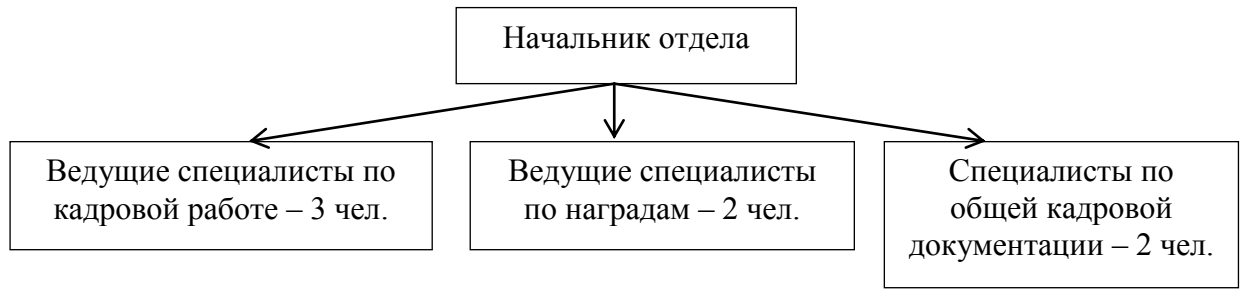 Начальник отдела
Ведущие специалисты по
кадровой работе – 3 чел.
Ведущие специалисты
по наградам – 2 чел.
Специалисты по
общей кадровой
документации – 2 чел.